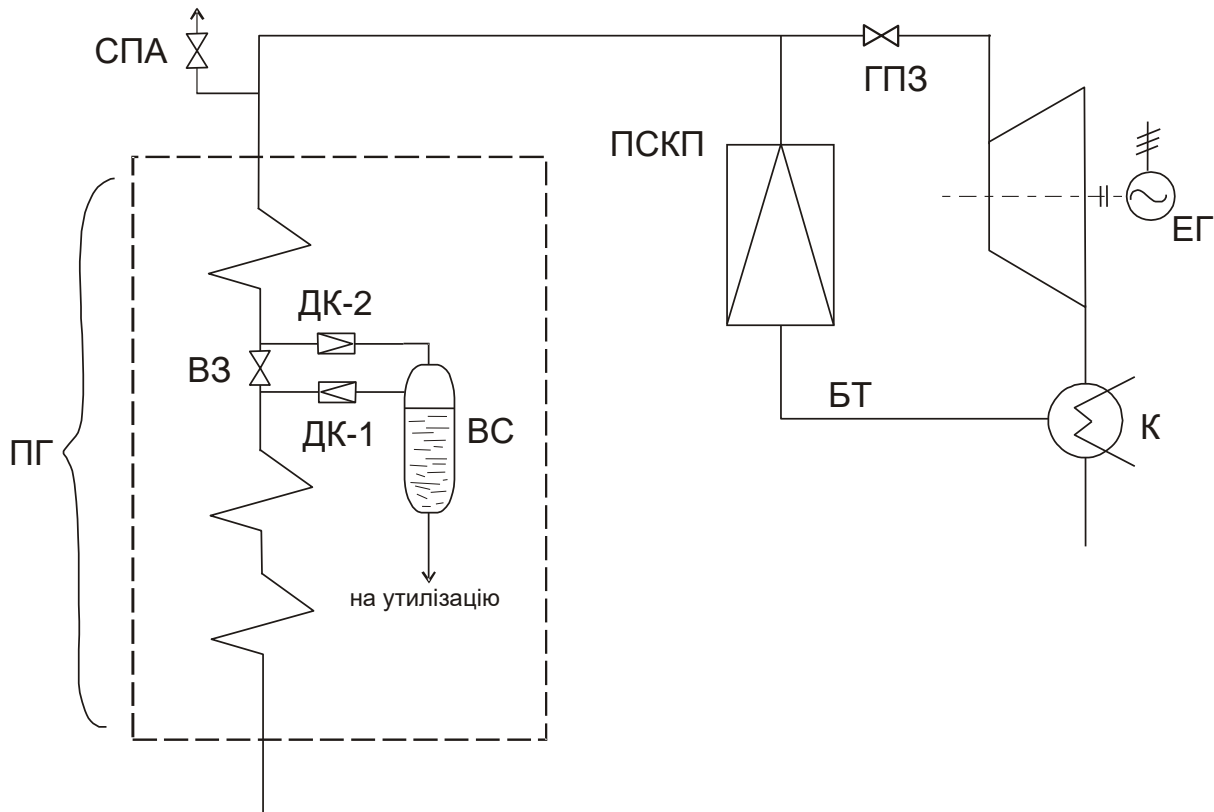 СПА
ГПЗ
ПСКП
ЕГ
ДК-2
ВЗ
БТ
ДК-1
ВС
К
ПГ
на утилізацію